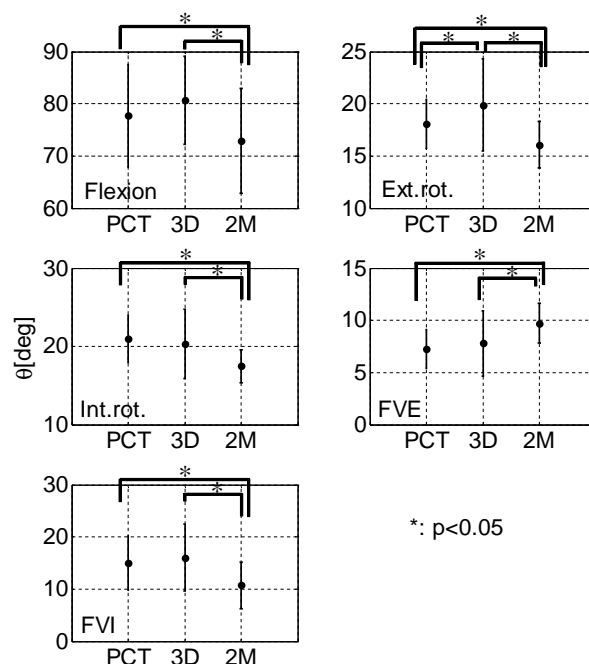 *
*
90
80
70
60
Flexion
PCT 3D 2M
*
* *
25
20
15
10
Ext.rot.
PCT 3D 2M
*
*
30
20
10
Int.rot.
PCT 3D 2M
θ[deg]
*
*
15
10
5
0
FVE
PCT 3D 2M
*
*
30
20
10
0
FVI
PCT 3D 2M
*: p<0.05